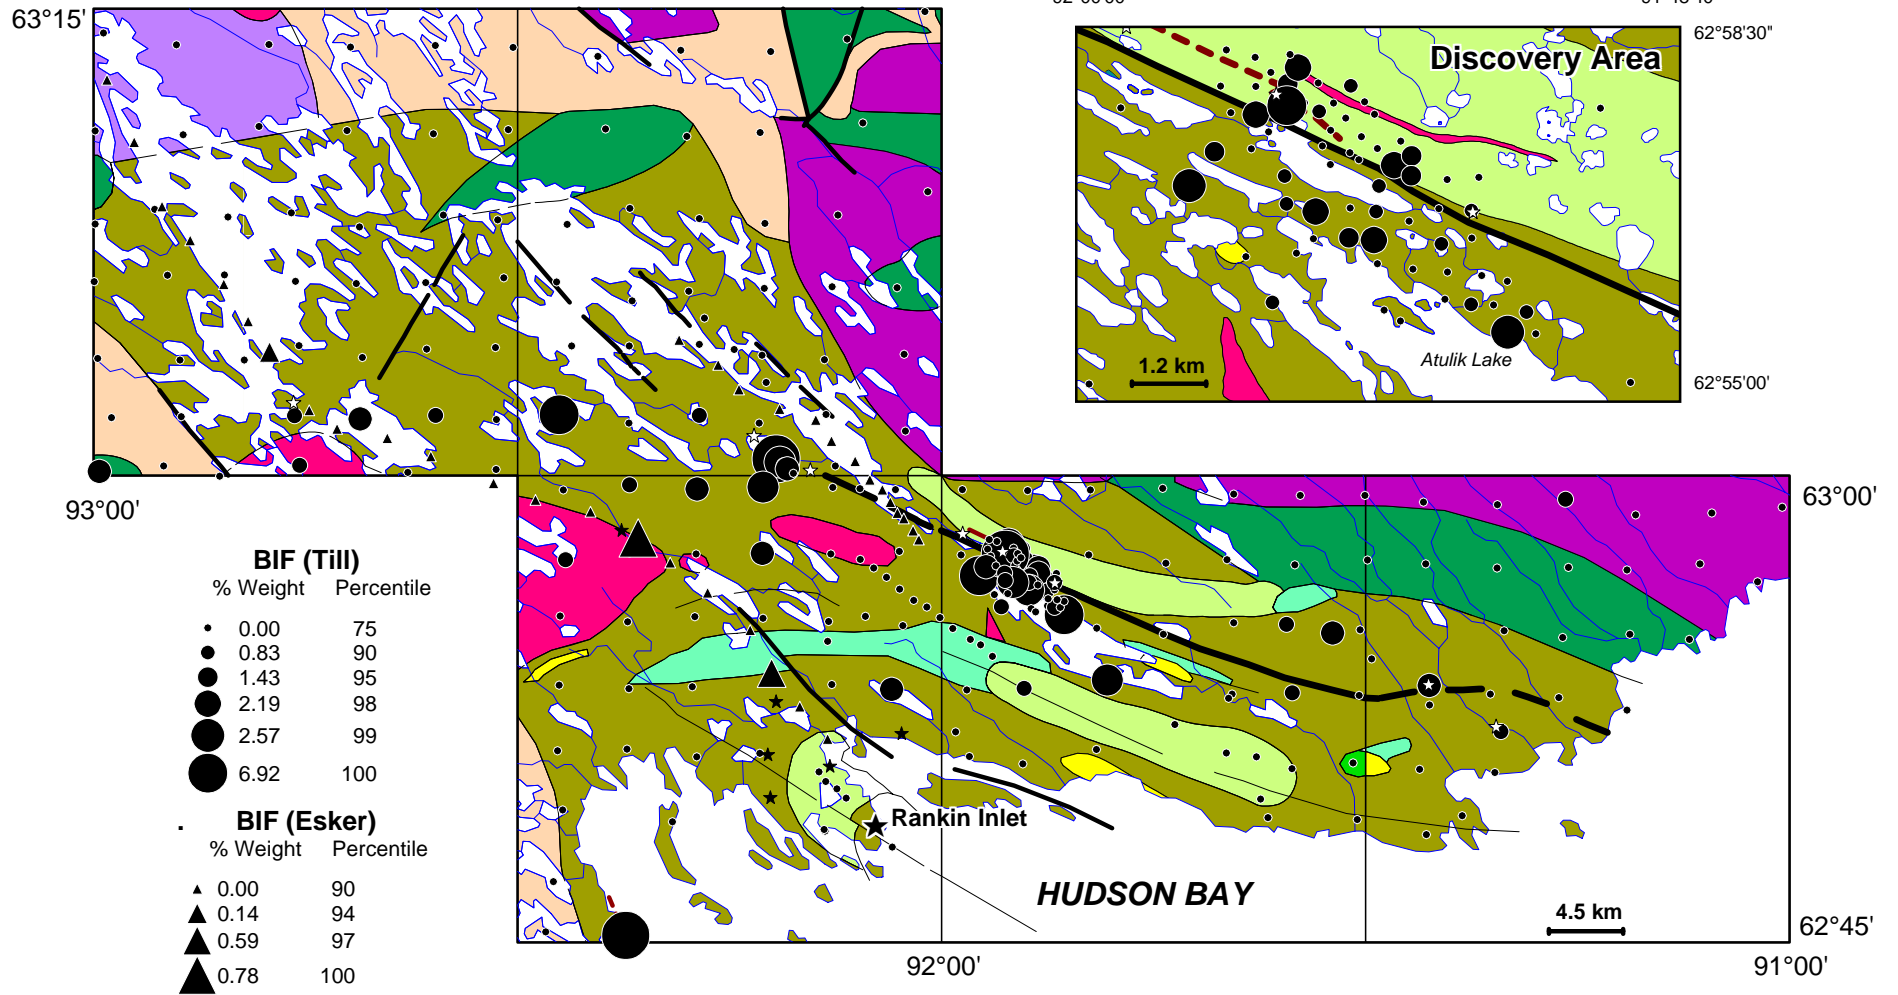 63°15'
62°58'30"
Discovery Area
1.2 km
Atulik Lake
62°55'00'
93°00'
63°00'
BIF (Till)
% Weight Percentile
0.00 75
0.83 90
1.43 95
2.19 98
2.57 99
6.92 100
BIF (Esker)
% Weight Percentile
0.00 90
0.14 94
0.59 97
0.78 100
Rankin Inlet
HUDSON BAY
4.5 km
62°45'
92°00'
91°00'